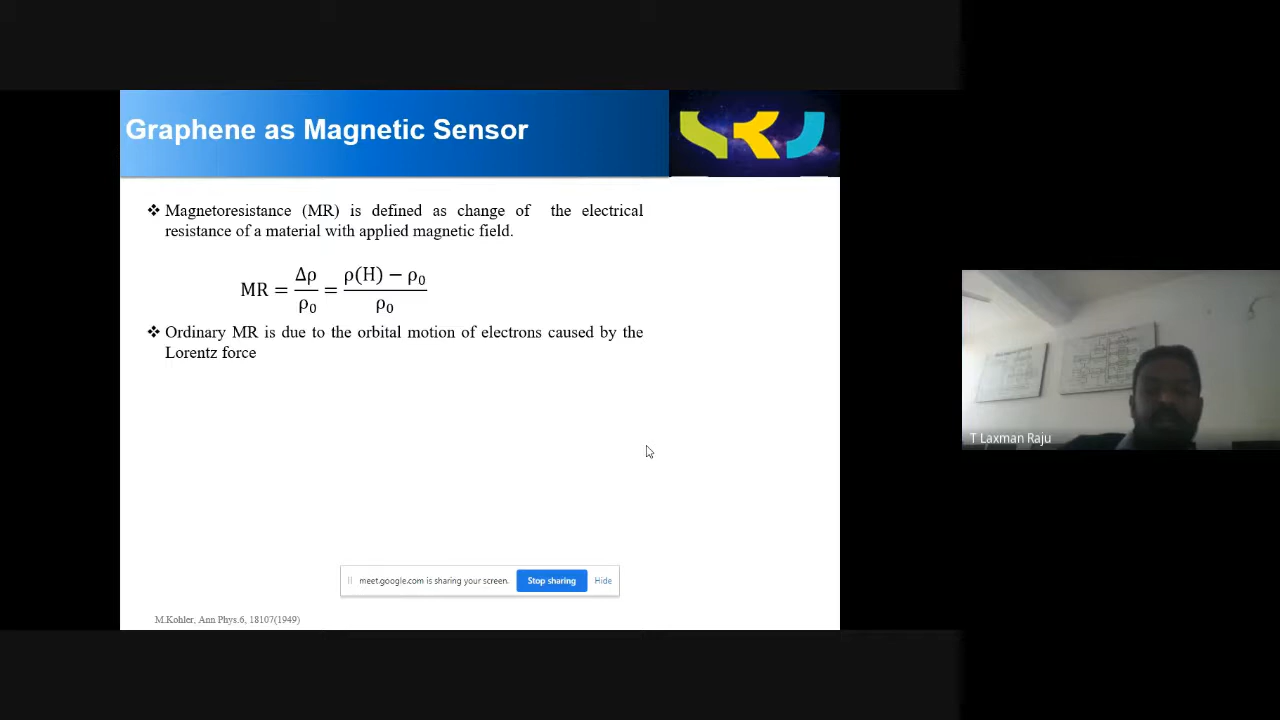 Graphene as Magnetic Sensor
❖ Magnetoresistance (MR) is defined as change of the electrical
resistance of a material with applied magnetic field.
MR = Δρ/ρ₀ = (ρ(H) − ρ₀)/ρ₀
❖ Ordinary MR is due to the orbital motion of electrons caused by the
Lorentz force
meet.google.com is sharing your screen. Stop sharing Hide
M.Kohler, Ann Phys.6, 18107(1949)
T Laxman Raju